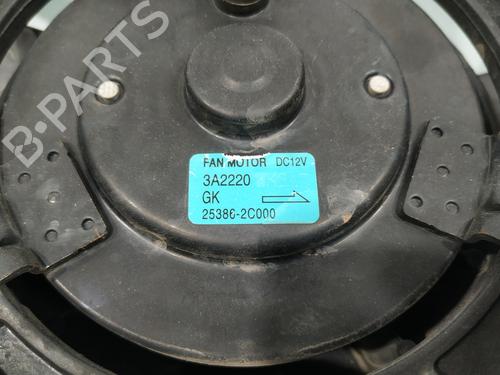 B-PARTS
FAN MOTOR DC12V
3A2220
GK
25386-2C000